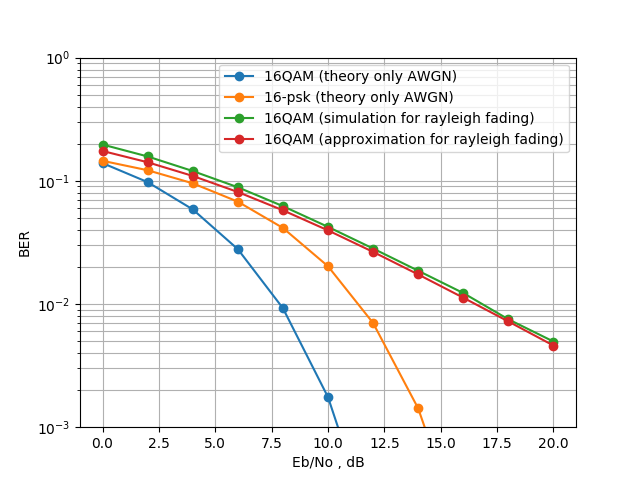 10⁰
10⁻¹
10⁻²
10⁻³
BER
16QAM (theory only AWGN)
16-psk (theory only AWGN)
16QAM (simulation for rayleigh fading)
16QAM (approximation for rayleigh fading)
0.0 2.5 5.0 7.5 10.0 12.5 15.0 17.5 20.0
Eb/No , dB